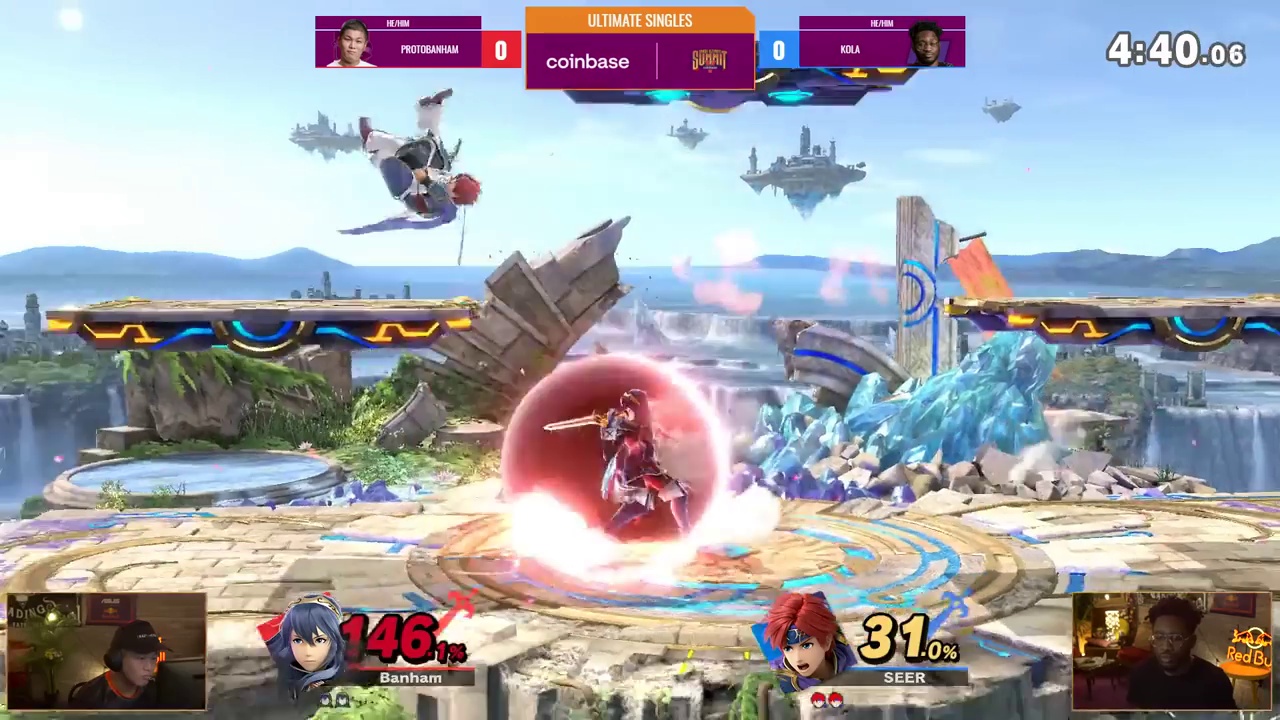 HE/HIM
PROTOBANHAM
0
ULTIMATE SINGLES
coinbase
SUMMIT
0
HE/HIM
KOLA
4:40.06
146.1%
Banham
31.0%
SEER